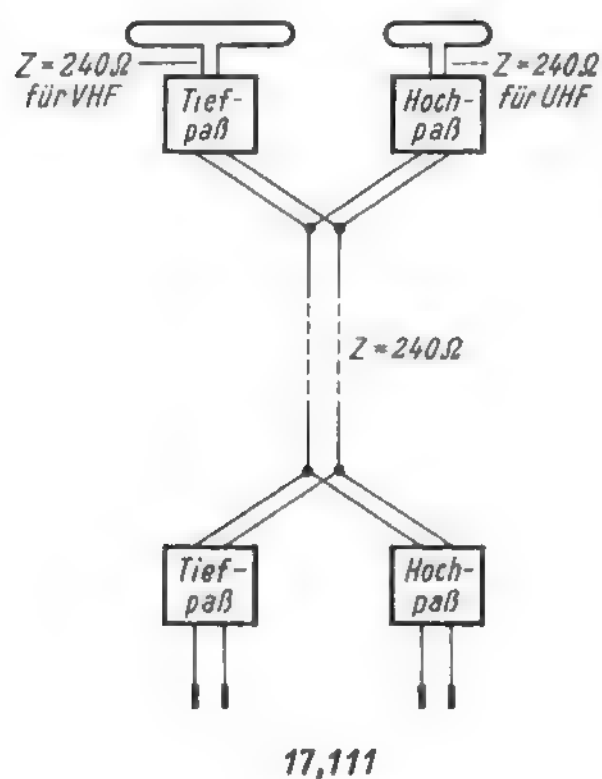 Z = 240Ω
für VHF
Z = 240Ω
für UHF
Tief-
paß
Hoch-
paß
Z = 240Ω
Tief-
paß
Hoch-
paß
17,111